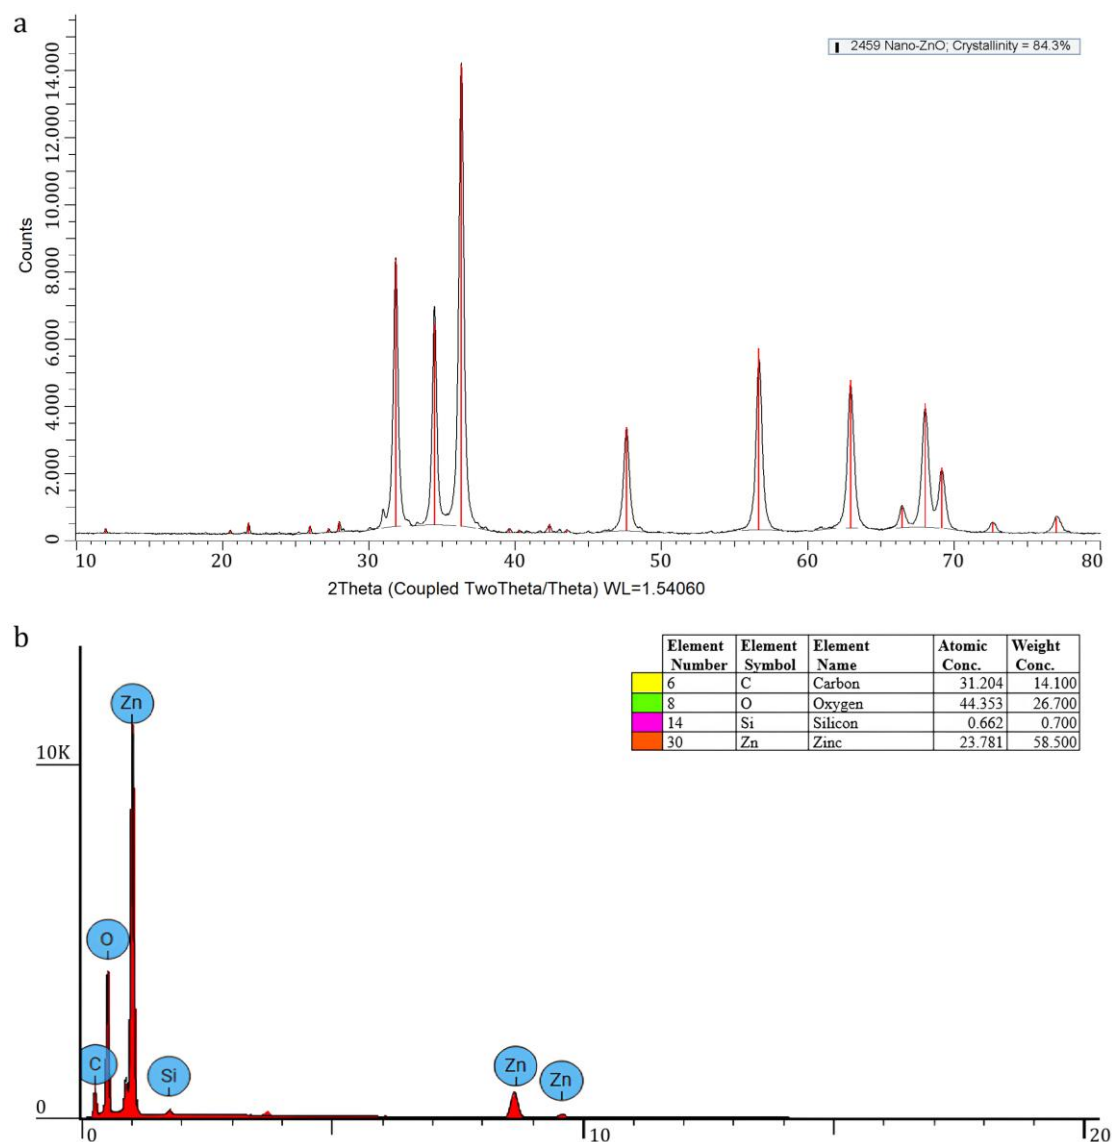 a
2459 Nano-ZnO; Crystallinity = 84.3%
14.000
12.000
10.000
8.000
6.000
4.000
2.000
0
Counts
10 20 30 40 50 60 70 80
2Theta (Coupled TwoTheta/Theta) WL=1.54060
b
Element Number Element Symbol Element Name Atomic Conc. Weight Conc.
6 C Carbon 31.204 14.100
8 O Oxygen 44.353 26.700
14 Si Silicon 0.662 0.700
30 Zn Zinc 23.781 58.500
Zn
10K
O
C
Si
Zn
Zn
0
0 10 20